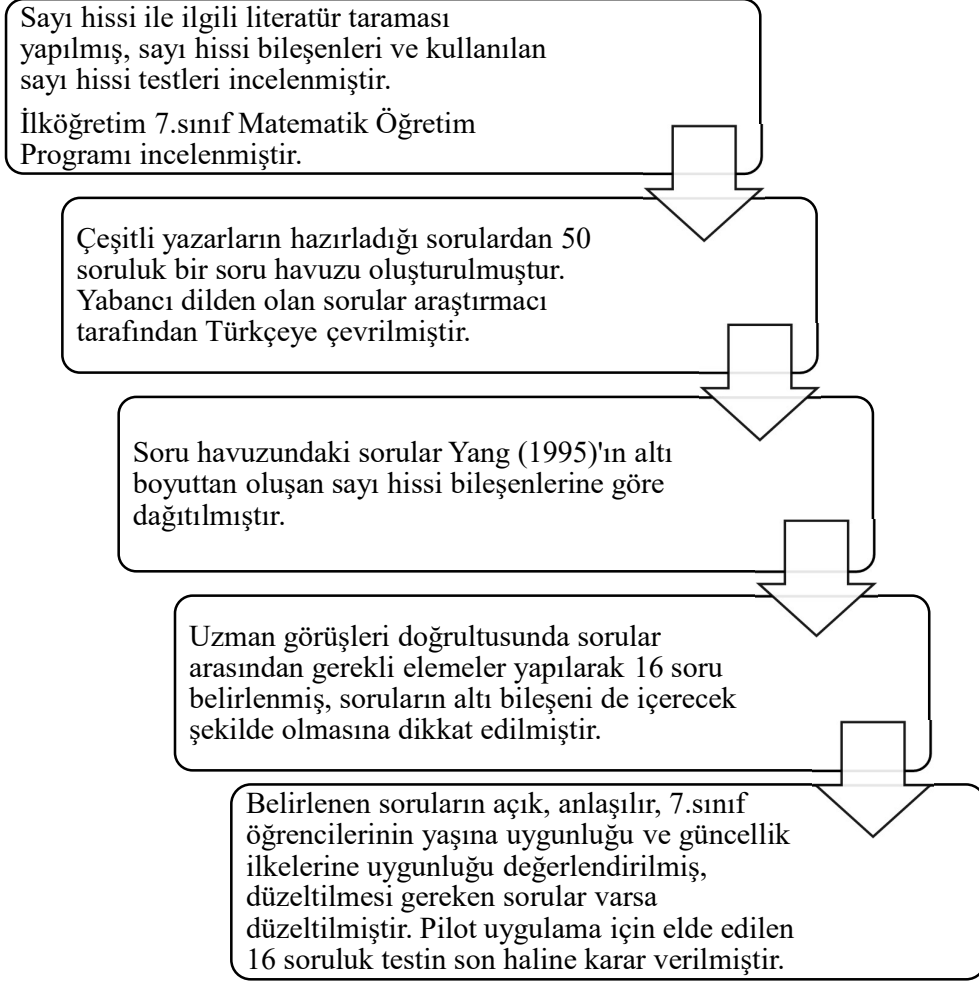 Sayı hissi ile ilgili literatür taraması
yapılmış, sayı hissi bileşenleri ve kullanılan
sayı hissi testleri incelenmiştir.
İlköğretim 7.sınıf Matematik Öğretim
Programı incelenmiştir.
Çeşitli yazarların hazırladığı sorulardan 50
soruluk bir soru havuzu oluşturulmuştur.
Yabancı dilden olan sorular araştırmacı
tarafından Türkçeye çevrilmiştir.
Soru havuzundaki sorular Yang (1995)'ın altı
boyuttan oluşan sayı hissi bileşenlerine göre
dağıtılmıştır.
Uzman görüşleri doğrultusunda sorular
arasından gerekli elemeler yapılarak 16 soru
belirlenmiş, soruların altı bileşeni de içerecek
şekilde olmasına dikkat edilmiştir.
Belirlenen soruların açık, anlaşılır, 7.sınıf
öğrencilerinin yaşına uygunluğu ve güncellik
ilkelerine uygunluğu değerlendirilmiş,
düzeltilmesi gereken sorular varsa
düzeltilmiştir. Pilot uygulama için elde edilen
16 soruluk testin son haline karar verilmiştir.